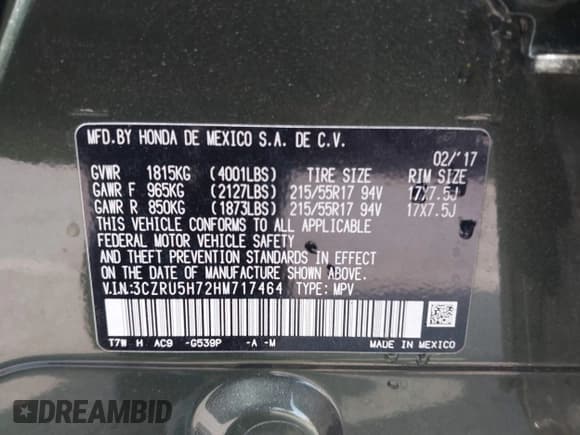 MFD.BY HONDA DE MEXICO S.A. DE C.V.
02/'17
GVWR 1815KG (4001LBS) TIRE SIZE RIM SIZE
GAWR F 965KG (2127LBS) 215/55R17 94V 17X7.5J
GAWR R 850KG (1873LBS) 215/55R17 94V 17X7.5J
THIS VEHICLE CONFORMS TO ALL APPLICABLE
FEDERAL MOTOR VEHICLE SAFETY
AND THEFT PREVENTION STANDARDS IN EFFECT
ON THE DATE OF MANUFACTURE SHOWN ABOVE.
V.I.N.:3CZRU5H72HM717464 TYPE: MPV
T7W H AC9 -G539P -A -M MADE IN MEXICO
DREAMBID